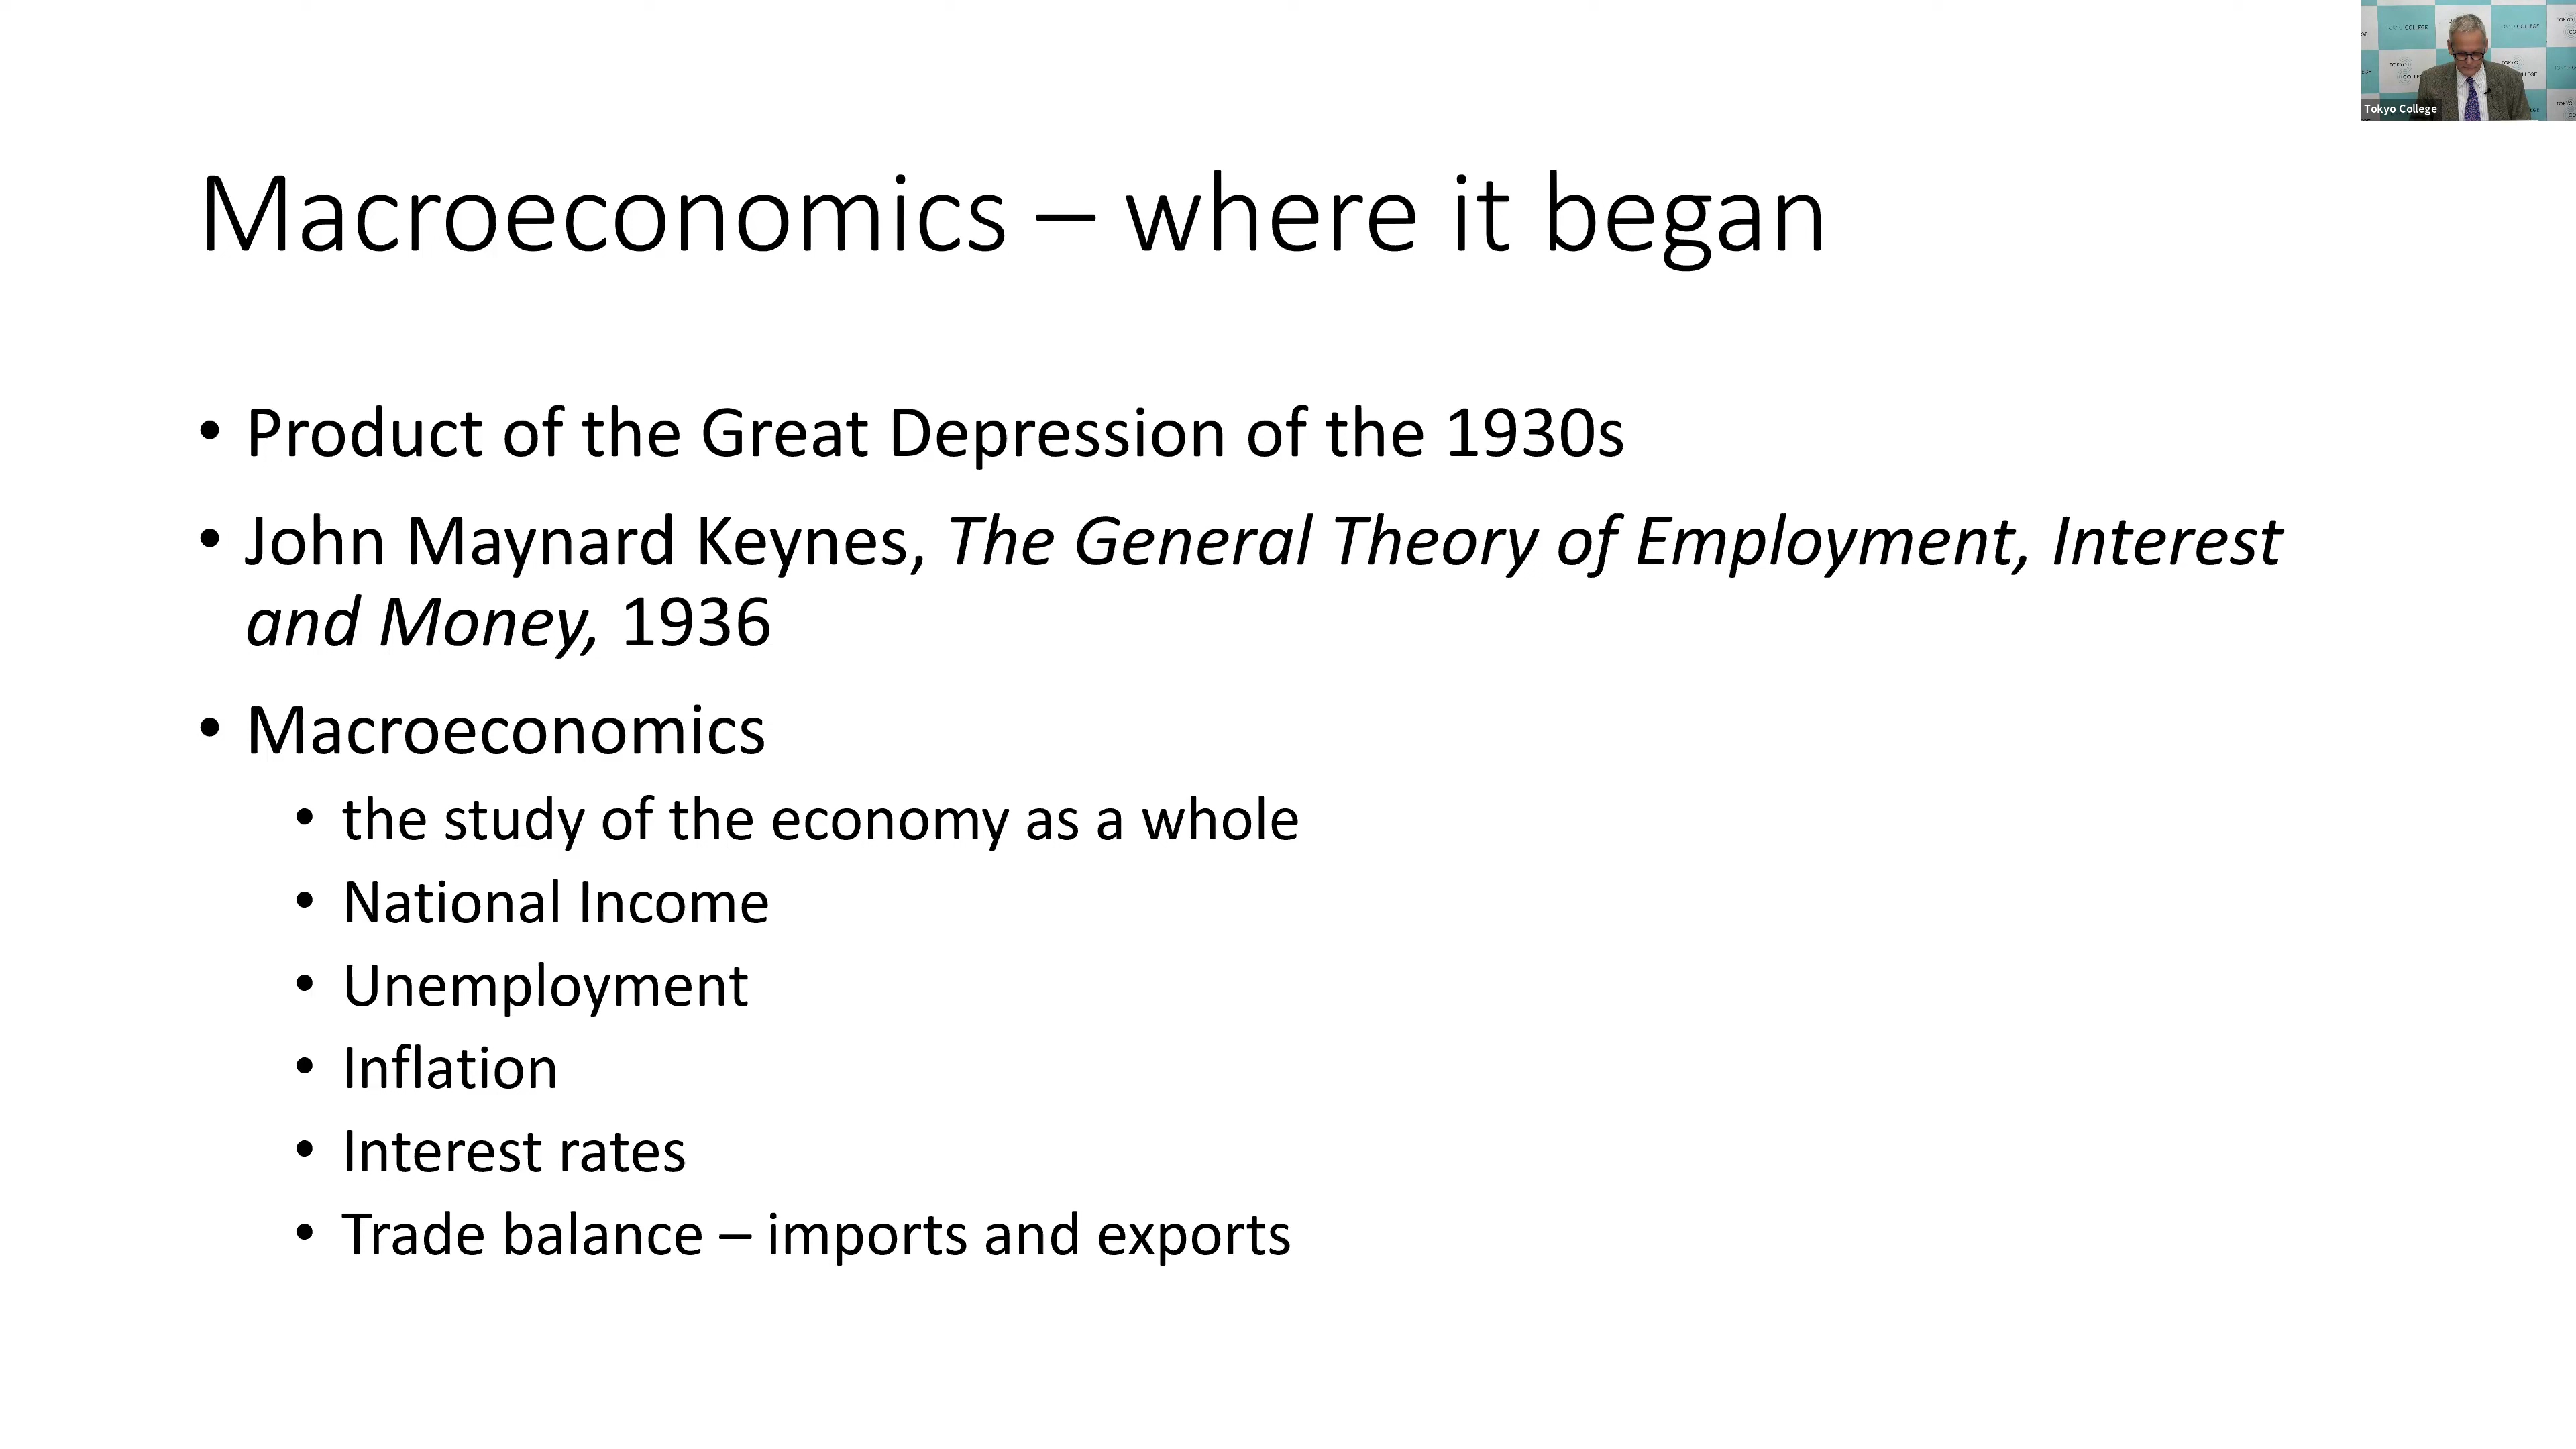 Macroeconomics – where it began
• Product of the Great Depression of the 1930s
• John Maynard Keynes, The General Theory of Employment, Interest
and Money, 1936
• Macroeconomics
• the study of the economy as a whole
• National Income
• Unemployment
• Inflation
• Interest rates
• Trade balance – imports and exports
Tokyo College